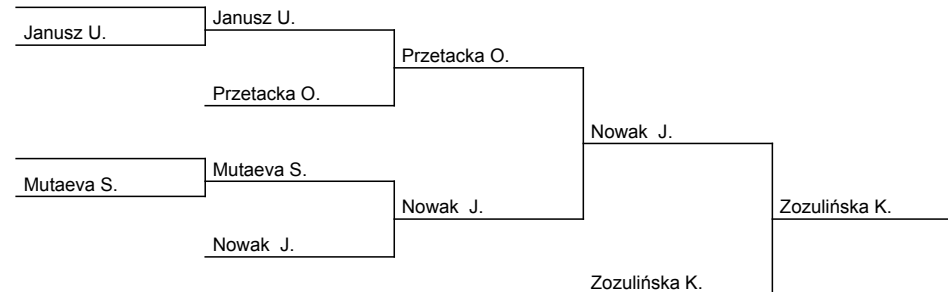 Janusz U.
Janusz U.
Przetacka O.
Przetacka O.
Nowak  J.
Mutaeva S.
Mutaeva S.
Nowak  J.
Zozulińska K.
Nowak  J.
Zozulińska K.